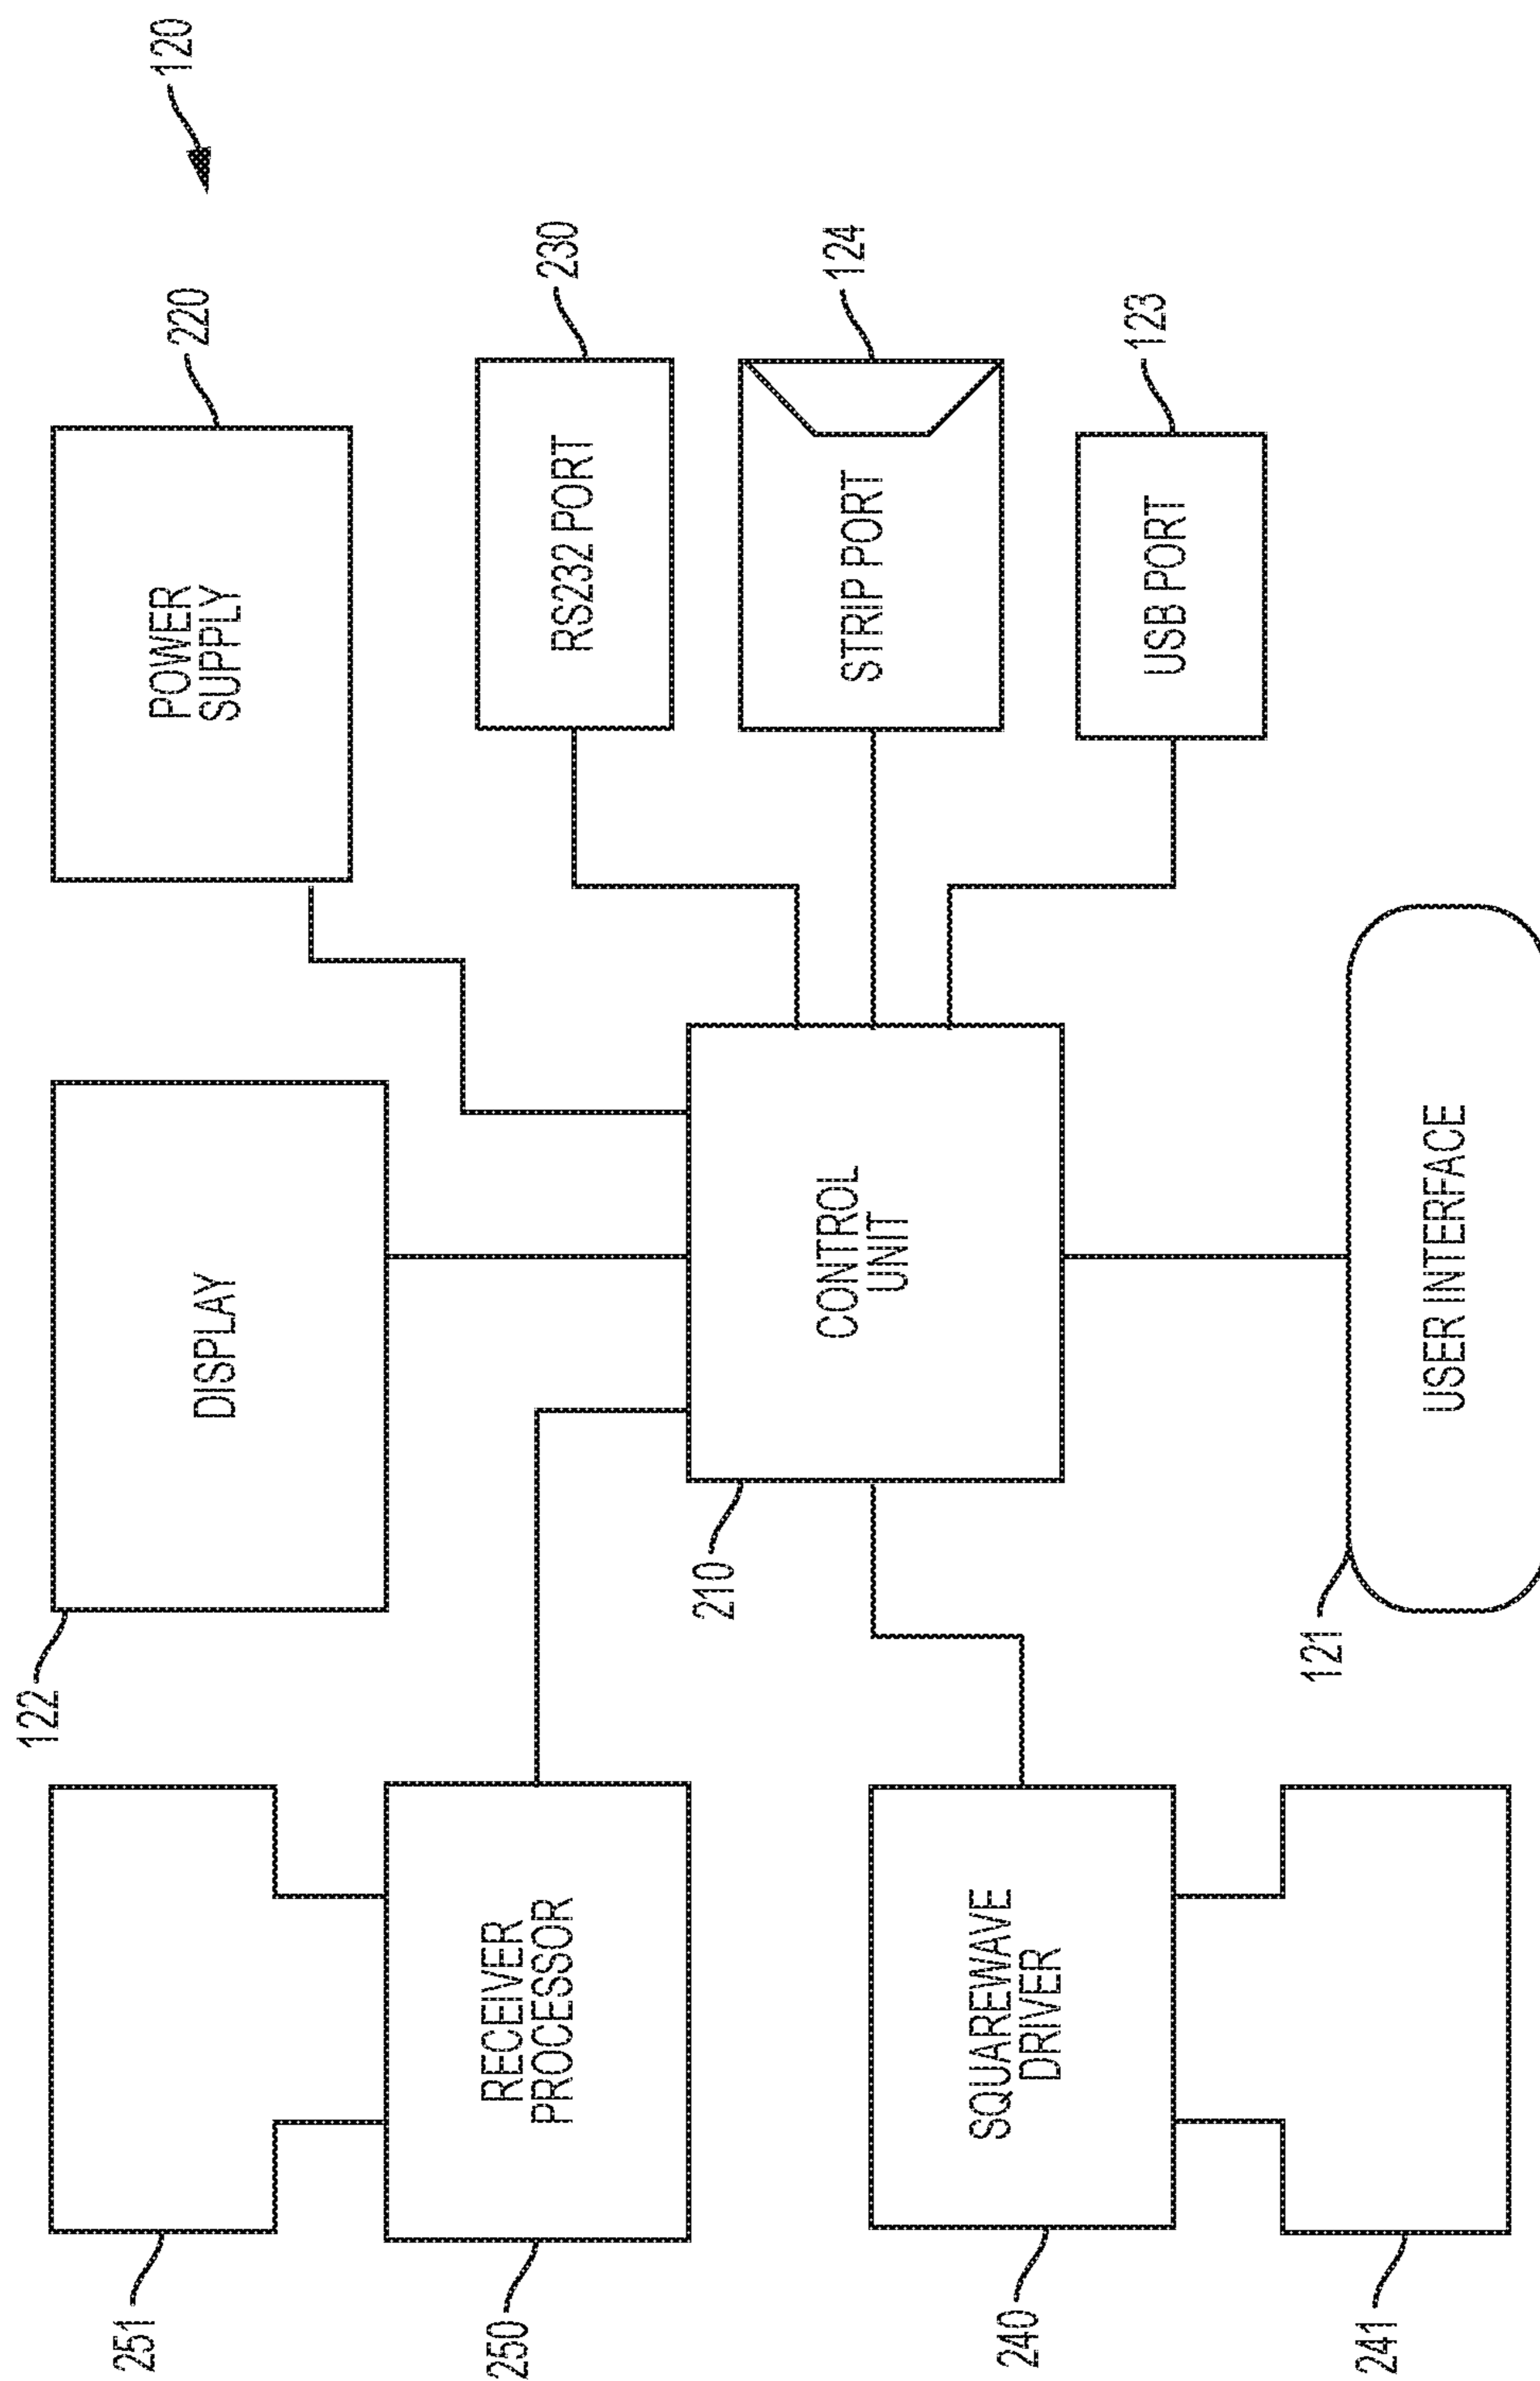 120
122
DISPLAY
220
POWER
SUPPLY
251
250
RECEIVER
PROCESSOR
230
RS232 PORT
210
CONTROL
UNIT
124
STRIP PORT
240
SQUAREWAVE
DRIVER
123
USB PORT
241
121
USER INTERFACE